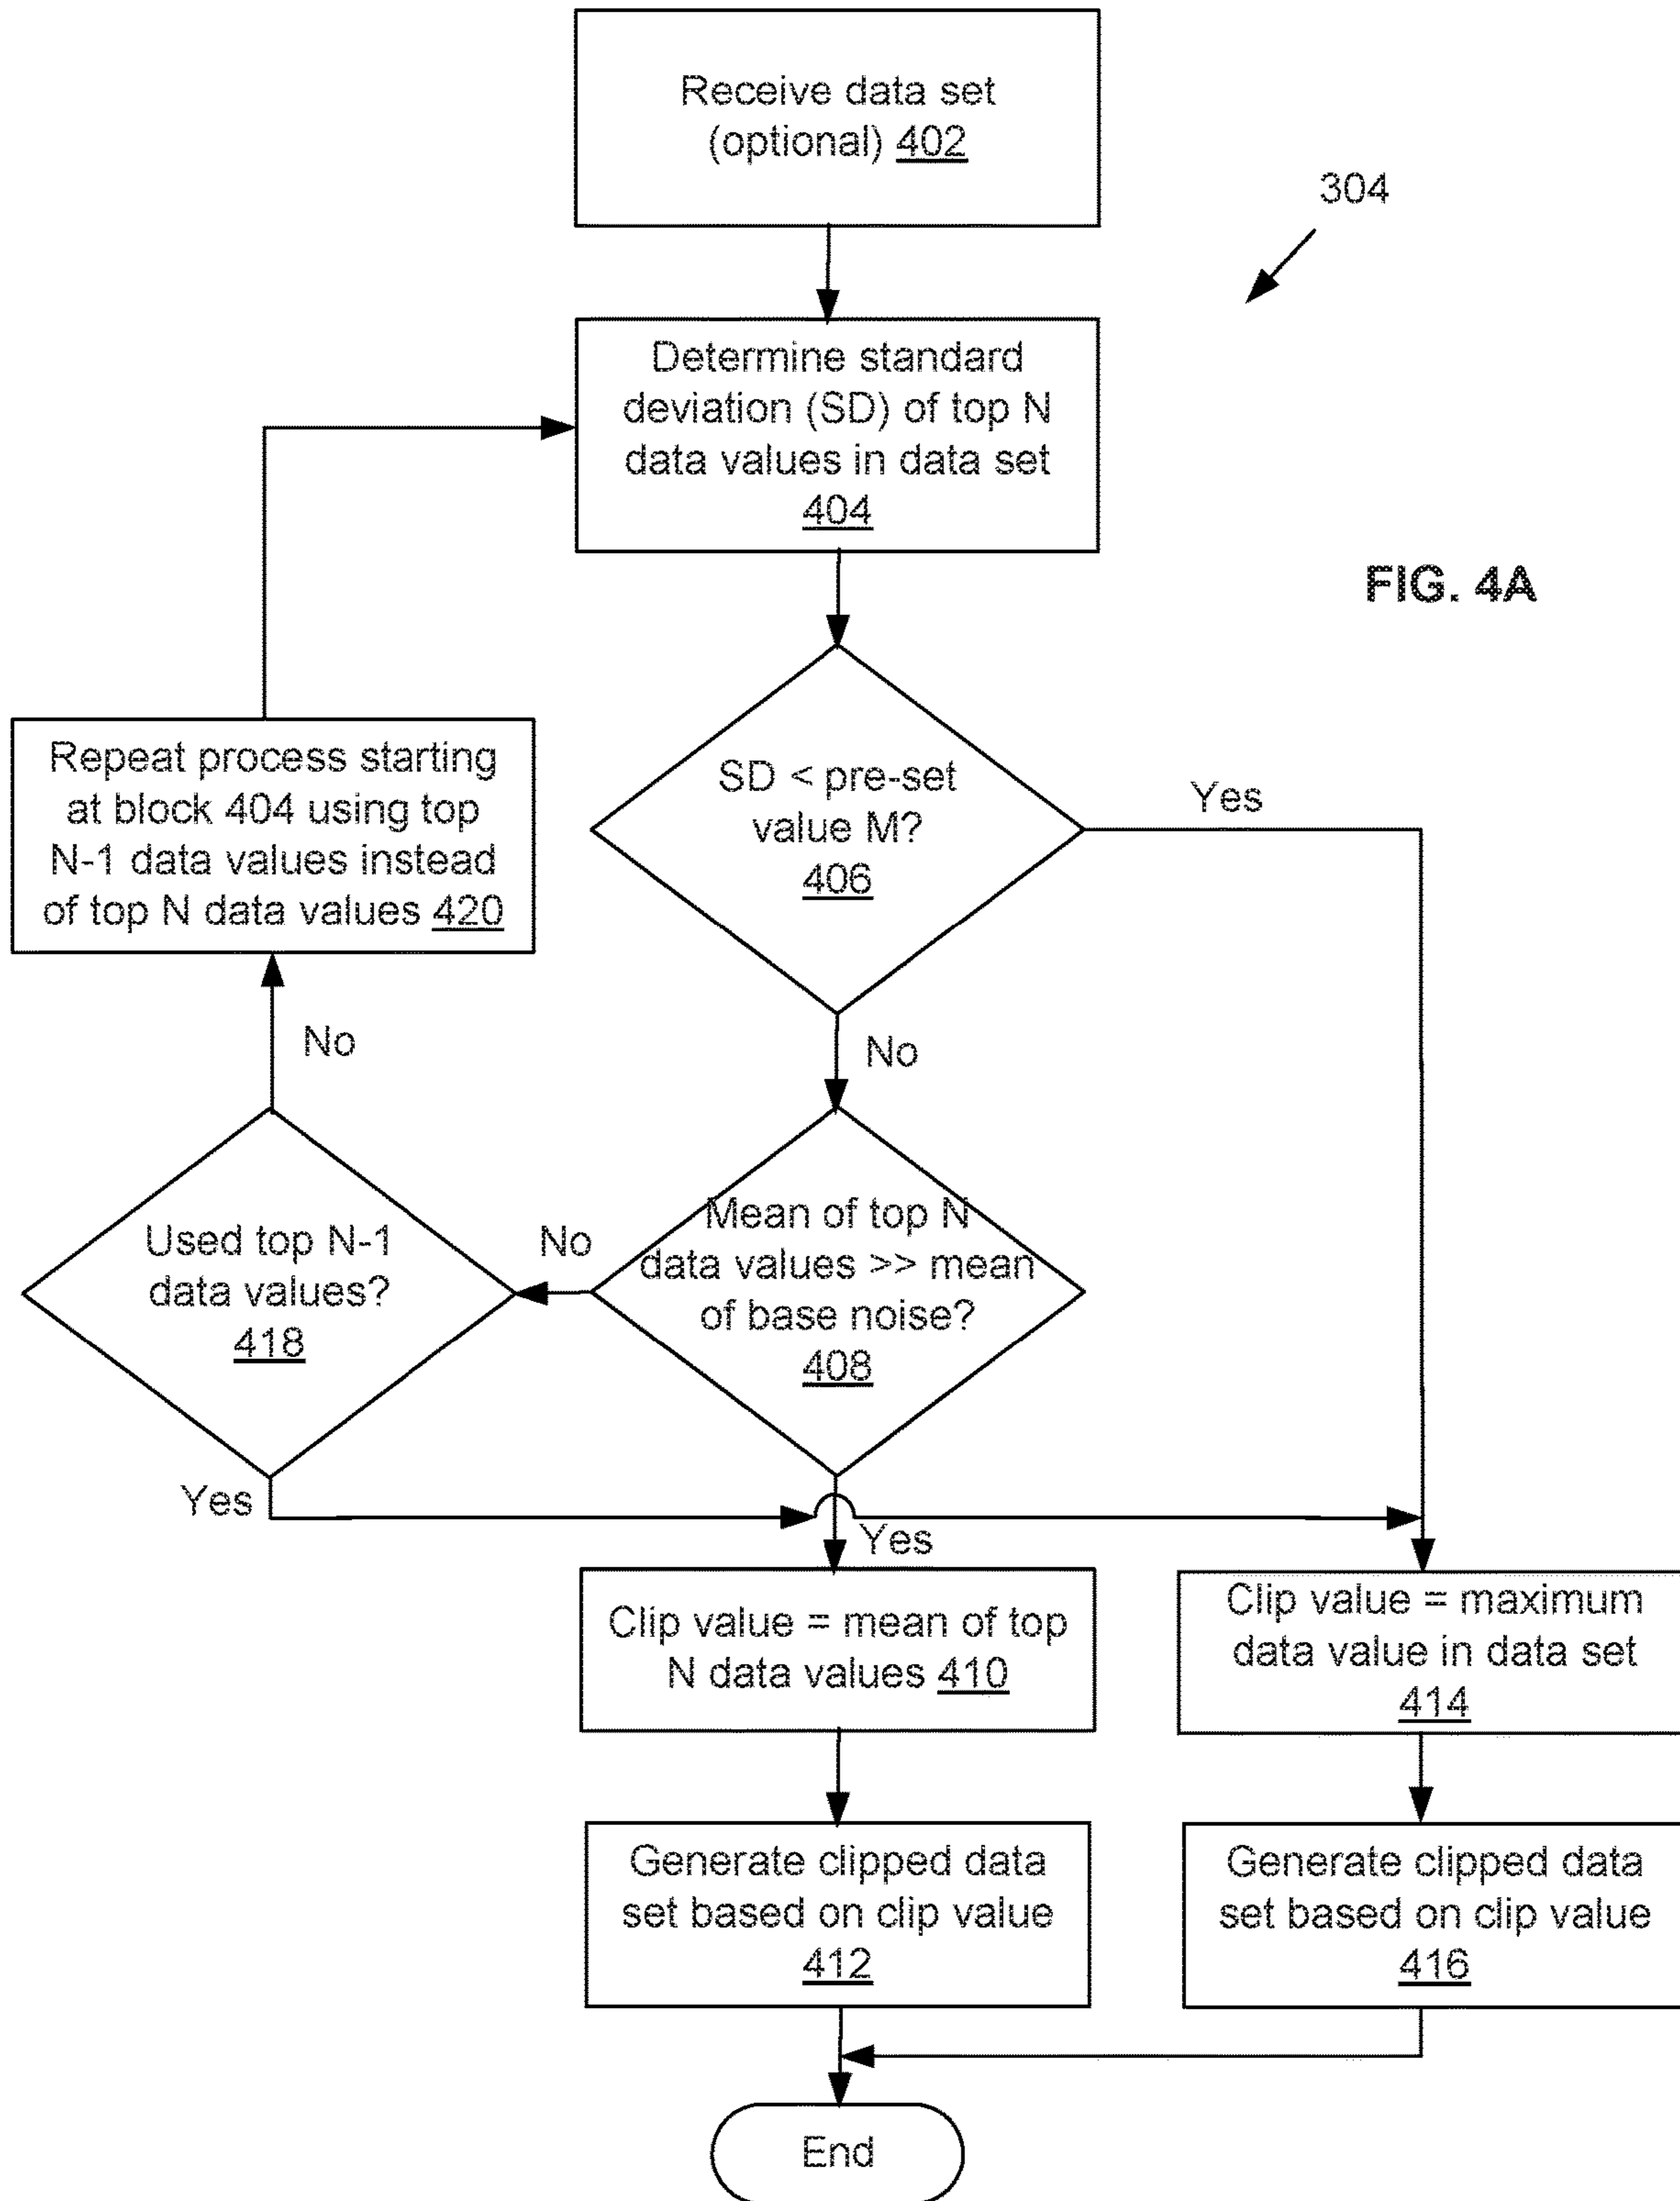 Receive data set
(optional) 402
304
Determine standard
deviation (SD) of top N
data values in data set
404
FIG. 4A
Repeat process starting
at block 404 using top
N-1 data values instead
of top N data values 420
SD < pre-set
value M?
406
Yes
No
No
Used top N-1
data values?
418
No
Mean of top N
data values >> mean
of base noise?
408
Yes
Yes
Clip value = mean of top
N data values 410
Clip value = maximum
data value in data set
414
Generate clipped data
set based on clip value
412
Generate clipped data
set based on clip value
416
End